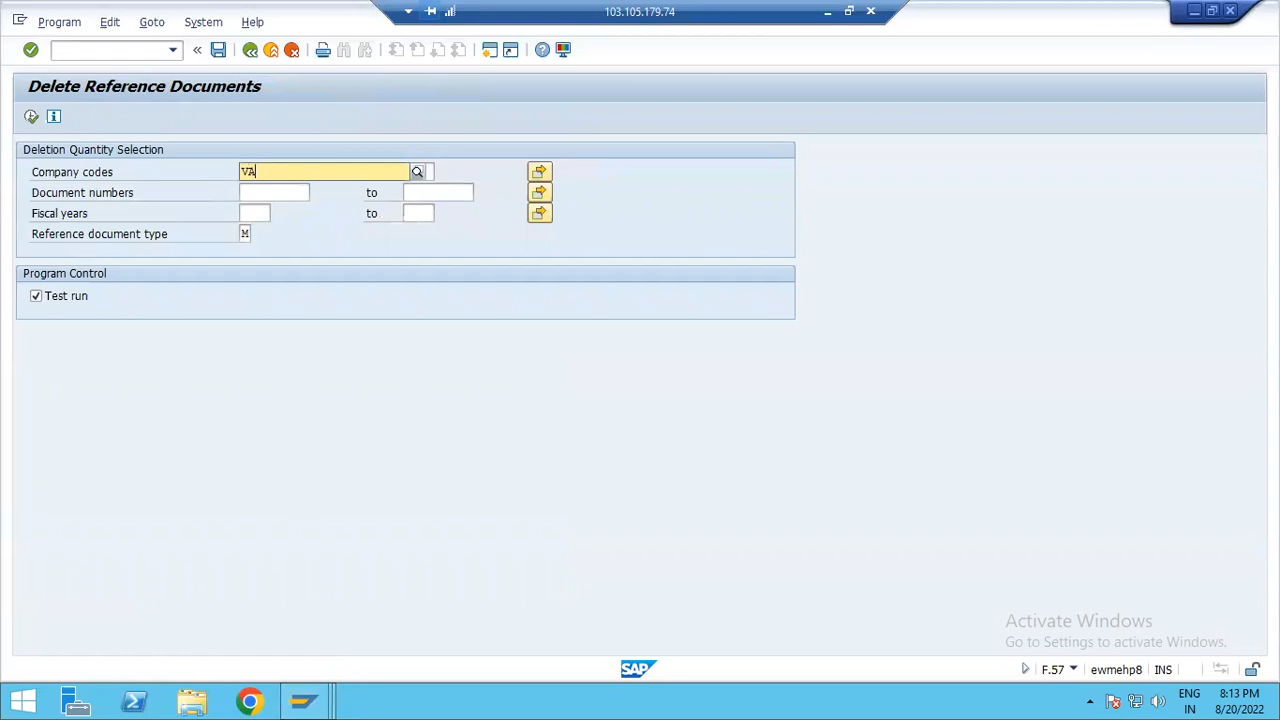 Program Edit Goto System Help
103.105.179.74
Delete Reference Documents
Deletion Quantity Selection
Company codes VA
Document numbers to
Fiscal years to
Reference document type M
Program Control
Test run
Activate Windows
Go to Settings to activate Windows.
SAP
F.57 ewmehp8 INS
ENG 8:13 PM
IN 8/20/2022